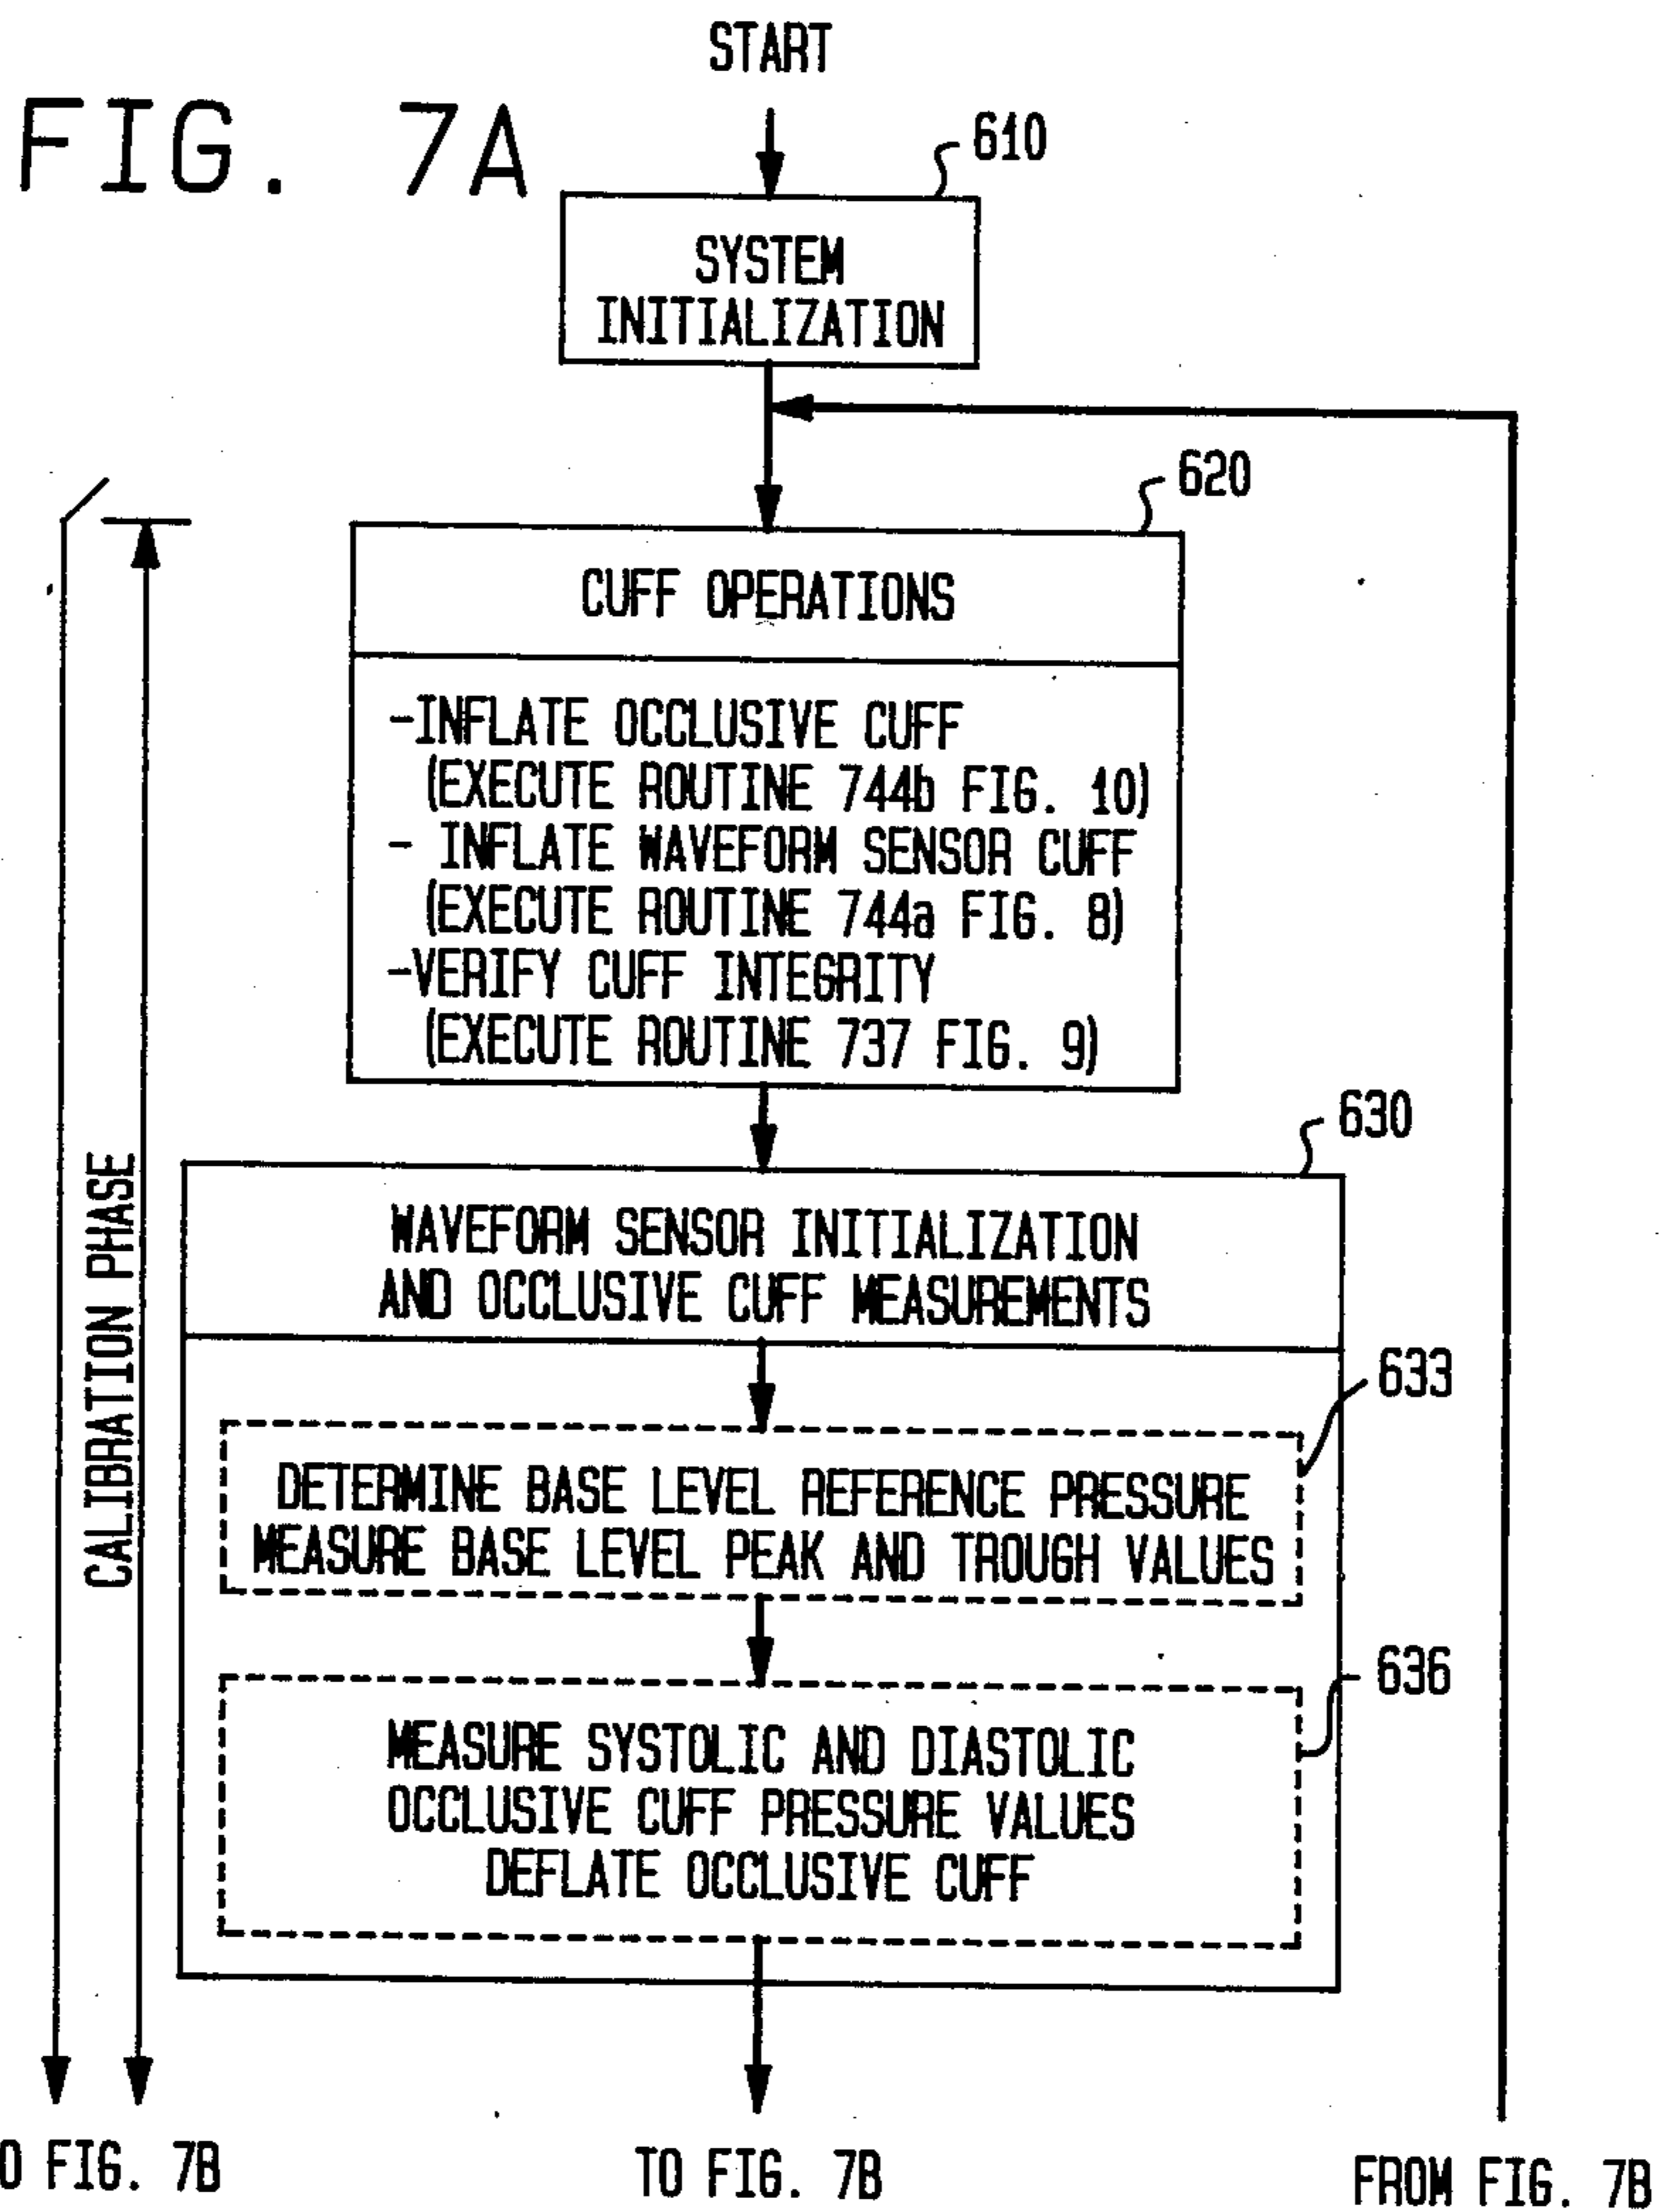 START
FIG. 7A
610
SYSTEM
INITIALIZATION
620
CUFF OPERATIONS
-INFLATE OCCLUSIVE CUFF
(EXECUTE ROUTINE 744b FIG. 10)
- INFLATE WAVEFORM SENSOR CUFF
(EXECUTE ROUTINE 744a FIG. 8)
-VERIFY CUFF INTEGRITY
(EXECUTE ROUTINE 737 FIG. 9)
630
WAVEFORM SENSOR INITIALIZATION
AND OCCLUSIVE CUFF MEASUREMENTS
633
DETERMINE BASE LEVEL REFERENCE PRESSURE
MEASURE BASE LEVEL PEAK AND TROUGH VALUES
636
MEASURE SYSTOLIC AND DIASTOLIC
OCCLUSIVE CUFF PRESSURE VALUES
DEFLATE OCCLUSIVE CUFF
CALIBRATION PHASE
O FIG. 7B
TO FIG. 7B
FROM FIG. 7B